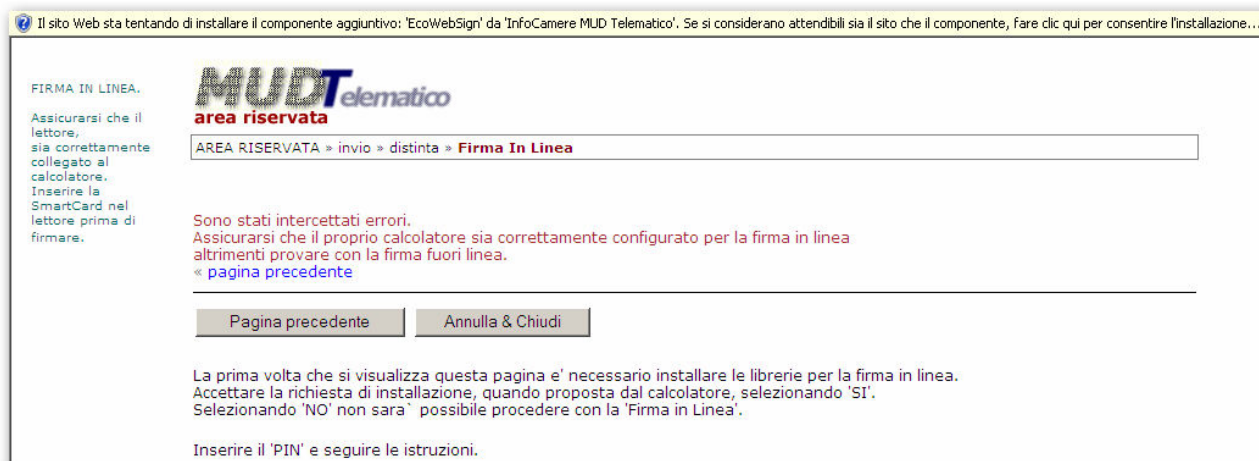 Il sito Web sta tentando di installare il componente aggiuntivo: 'EcoWebSign' da 'InfoCamere MUD Telematico'. Se si considerano attendibili sia il sito che il componente, fare clic qui per consentire l'installazione...
FIRMA IN LINEA.
Assicurarsi che il
lettore,
sia correttamente
collegato al
calcolatore.
Inserire la
SmartCard nel
lettore prima di
firmare.
MUDTelematico
area riservata
AREA RISERVATA » invio » distinta » Firma In Linea
Sono stati intercettati errori.
Assicurarsi che il proprio calcolatore sia correttamente configurato per la firma in linea
altrimenti provare con la firma fuori linea.
« pagina precedente
Pagina precedente
Annulla & Chiudi
La prima volta che si visualizza questa pagina e' necessario installare le librerie per la firma in linea.
Accettare la richiesta di installazione, quando proposta dal calcolatore, selezionando 'SI'.
Selezionando 'NO' non sara` possibile procedere con la 'Firma in Linea'.
Inserire il 'PIN' e seguire le istruzioni.